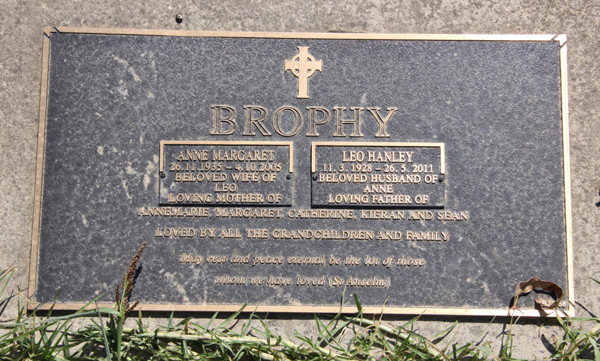 BROPHY
ANNE MARGARET
26.11.1935 – 4.10.2005
BELOVED WIFE OF
LEO
LOVING MOTHER OF
LEO HANLEY
11. 3. 1928 – 26. 5. 2011
BELOVED HUSBAND OF
ANNE
LOVING FATHER OF
ANNEMARIE, MARGARET, CATHERINE, KIERAN AND SEAN
LOVED BY ALL THE GRANDCHILDREN AND FAMILY
May rest and peace eternal be the lot of those
whom we have loved (St Anselm)